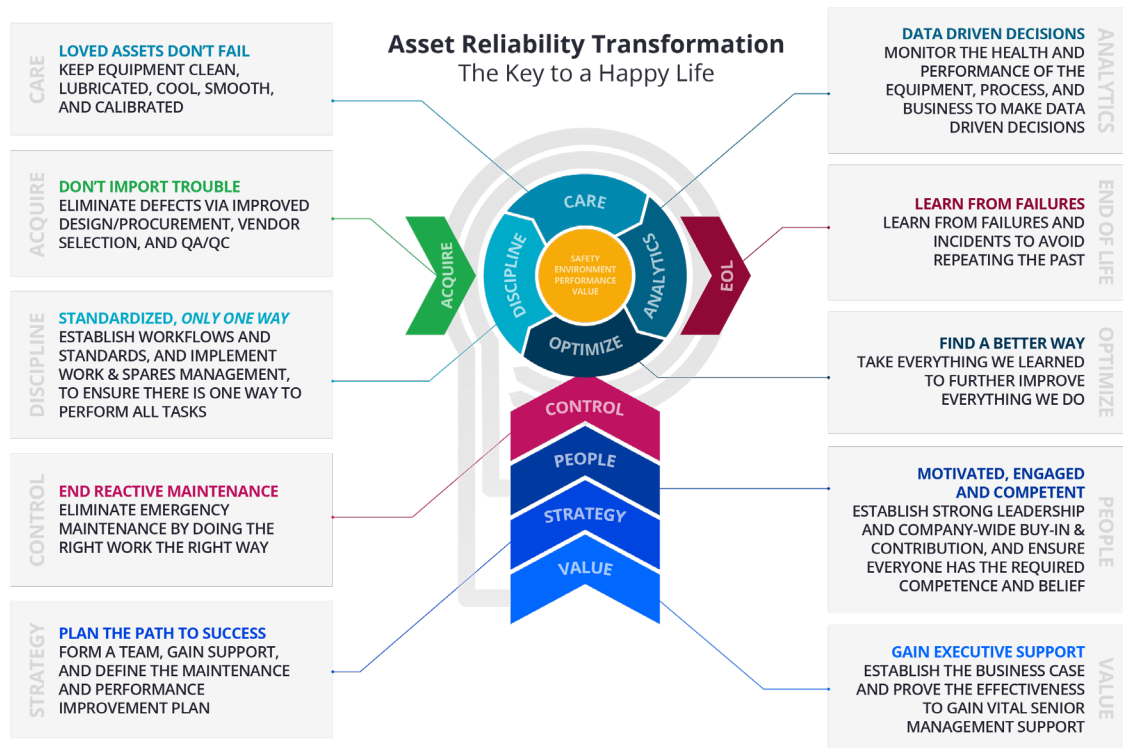 Asset Reliability Transformation
The Key to a Happy Life
CARE
LOVED ASSETS DON'T FAIL
KEEP EQUIPMENT CLEAN,
LUBRICATED, COOL, SMOOTH,
AND CALIBRATED
ACQUIRE
DON'T IMPORT TROUBLE
ELIMINATE DEFECTS VIA IMPROVED
DESIGN/PROCUREMENT, VENDOR
SELECTION, AND QA/QC
DISCIPLINE
STANDARDIZED, ONLY ONE WAY
ESTABLISH WORKFLOWS AND
STANDARDS, AND IMPLEMENT
WORK & SPARES MANAGEMENT,
TO ENSURE THERE IS ONE WAY TO
PERFORM ALL TASKS
CONTROL
END REACTIVE MAINTENANCE
ELIMINATE EMERGENCY
MAINTENANCE BY DOING THE
RIGHT WORK THE RIGHT WAY
STRATEGY
PLAN THE PATH TO SUCCESS
FORM A TEAM, GAIN SUPPORT,
AND DEFINE THE MAINTENANCE
AND PERFORMANCE
IMPROVEMENT PLAN
ACQUIRE
CARE
DISCIPLINE
ANALYTICS
OPTIMIZE
SAFETY
ENVIRONMENT
PERFORMANCE
VALUE
EOL
CONTROL
PEOPLE
STRATEGY
VALUE
DATA DRIVEN DECISIONS
MONITOR THE HEALTH AND
PERFORMANCE OF THE
EQUIPMENT, PROCESS, AND
BUSINESS TO MAKE DATA
DRIVEN DECISIONS
ANALYTICS
LEARN FROM FAILURES
LEARN FROM FAILURES AND
INCIDENTS TO AVOID
REPEATING THE PAST
END OF LIFE
FIND A BETTER WAY
TAKE EVERYTHING WE LEARNED
TO FURTHER IMPROVE
EVERYTHING WE DO
OPTIMIZE
MOTIVATED, ENGAGED
AND COMPETENT
ESTABLISH STRONG LEADERSHIP
AND COMPANY-WIDE BUY-IN &
CONTRIBUTION, AND ENSURE
EVERYONE HAS THE REQUIRED
COMPETENCE AND BELIEF
PEOPLE
GAIN EXECUTIVE SUPPORT
ESTABLISH THE BUSINESS CASE
AND PROVE THE EFFECTIVENESS
TO GAIN VITAL SENIOR
MANAGEMENT SUPPORT
VALUE